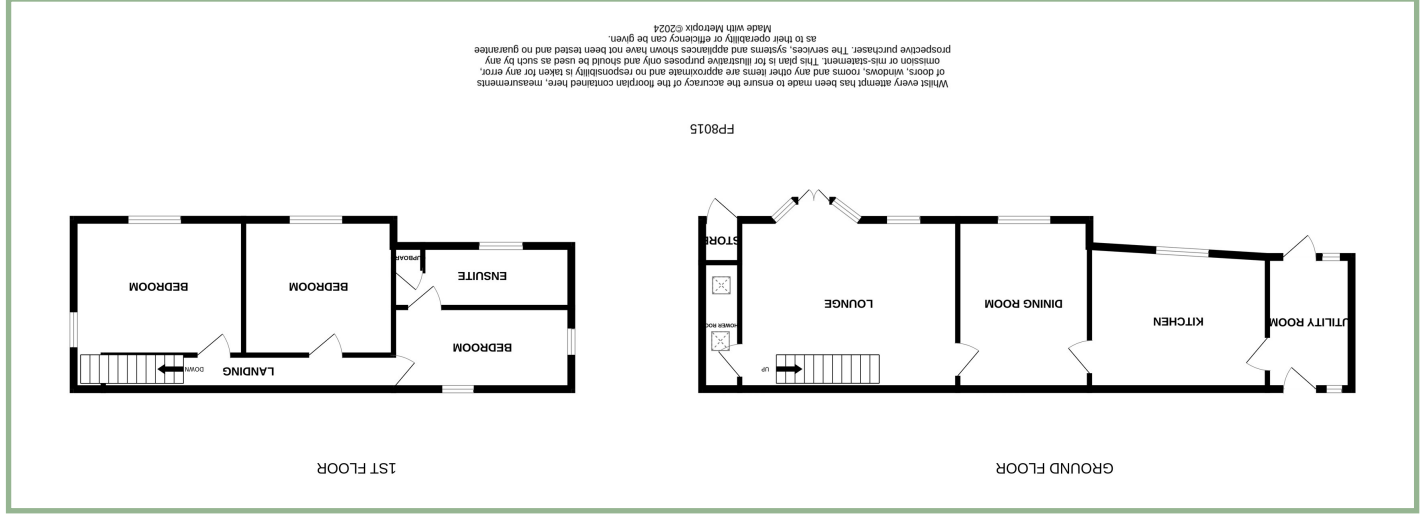 GROUND FLOOR
1ST FLOOR
UP
LANDING
DOWN
UTILITY ROOM
KITCHEN
DINING ROOM
LOUNGE
SHOWER ROOM
STORE
BEDROOM
ENSUITE
CUPBOARD
BEDROOM
BEDROOM
FP8015
Whilst every attempt has been made to ensure the accuracy of the floorplan contained here, measurements
of doors, windows, rooms and any other items are approximate and no responsibility is taken for any error,
omission or mis-statement. This plan is for illustrative purposes only and should be used as such by any
prospective purchaser. The services, systems and appliances shown have not been tested and no guarantee
as to their operability or efficiency can be given.
Made with Metropix ©2024